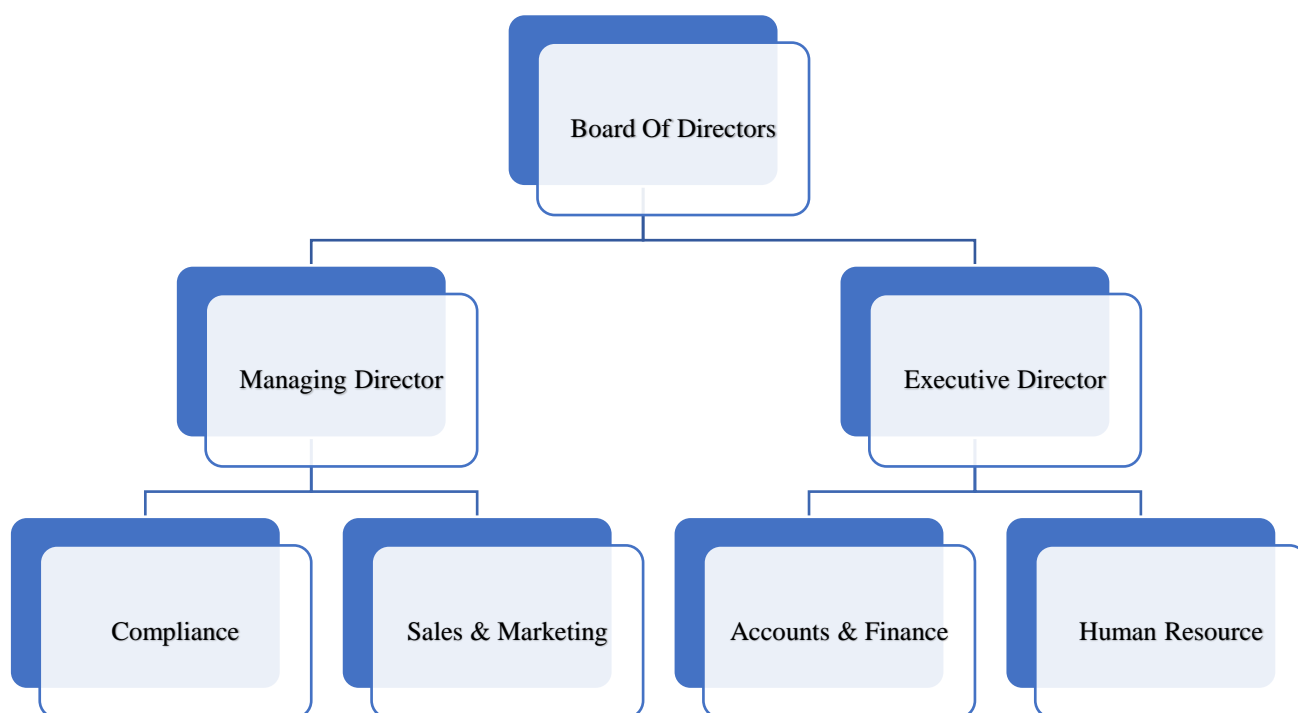 Board Of Directors
Managing Director
Executive Director
Compliance
Sales & Marketing
Accounts & Finance
Human Resource